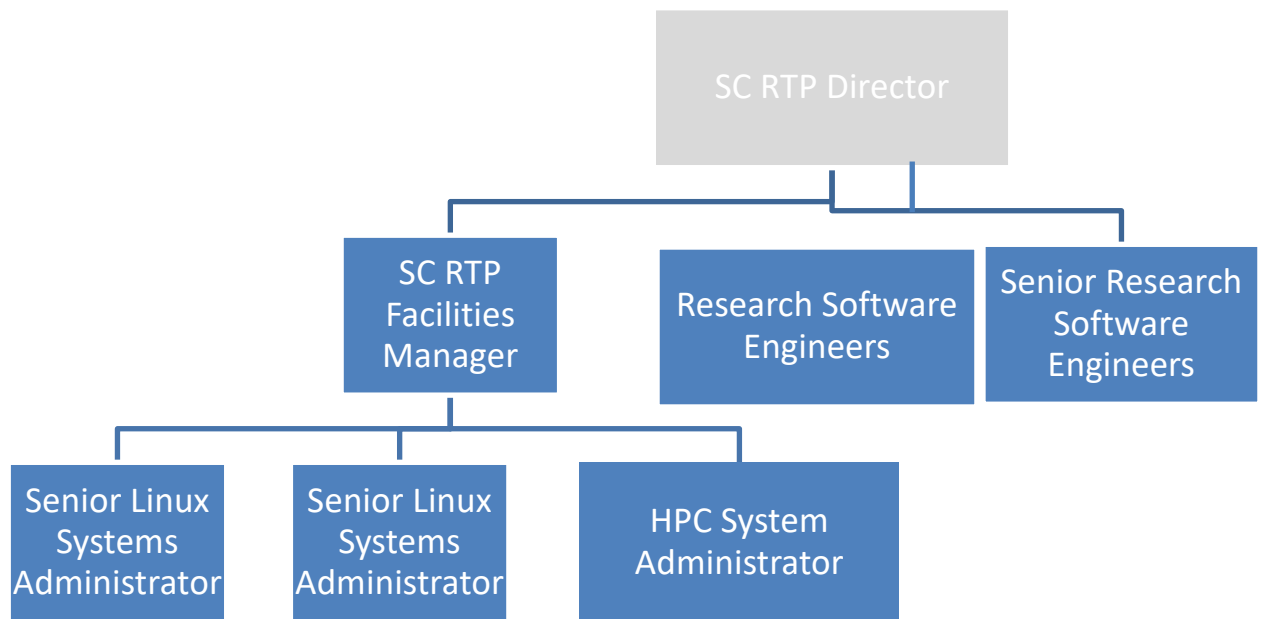 SC RTP Director
SC RTP
Facilities
Manager
Research Software
Engineers
Senior Research
Software
Engineers
Senior Linux
Systems
Administrator
Senior Linux
Systems
Administrator
HPC System
Administrator